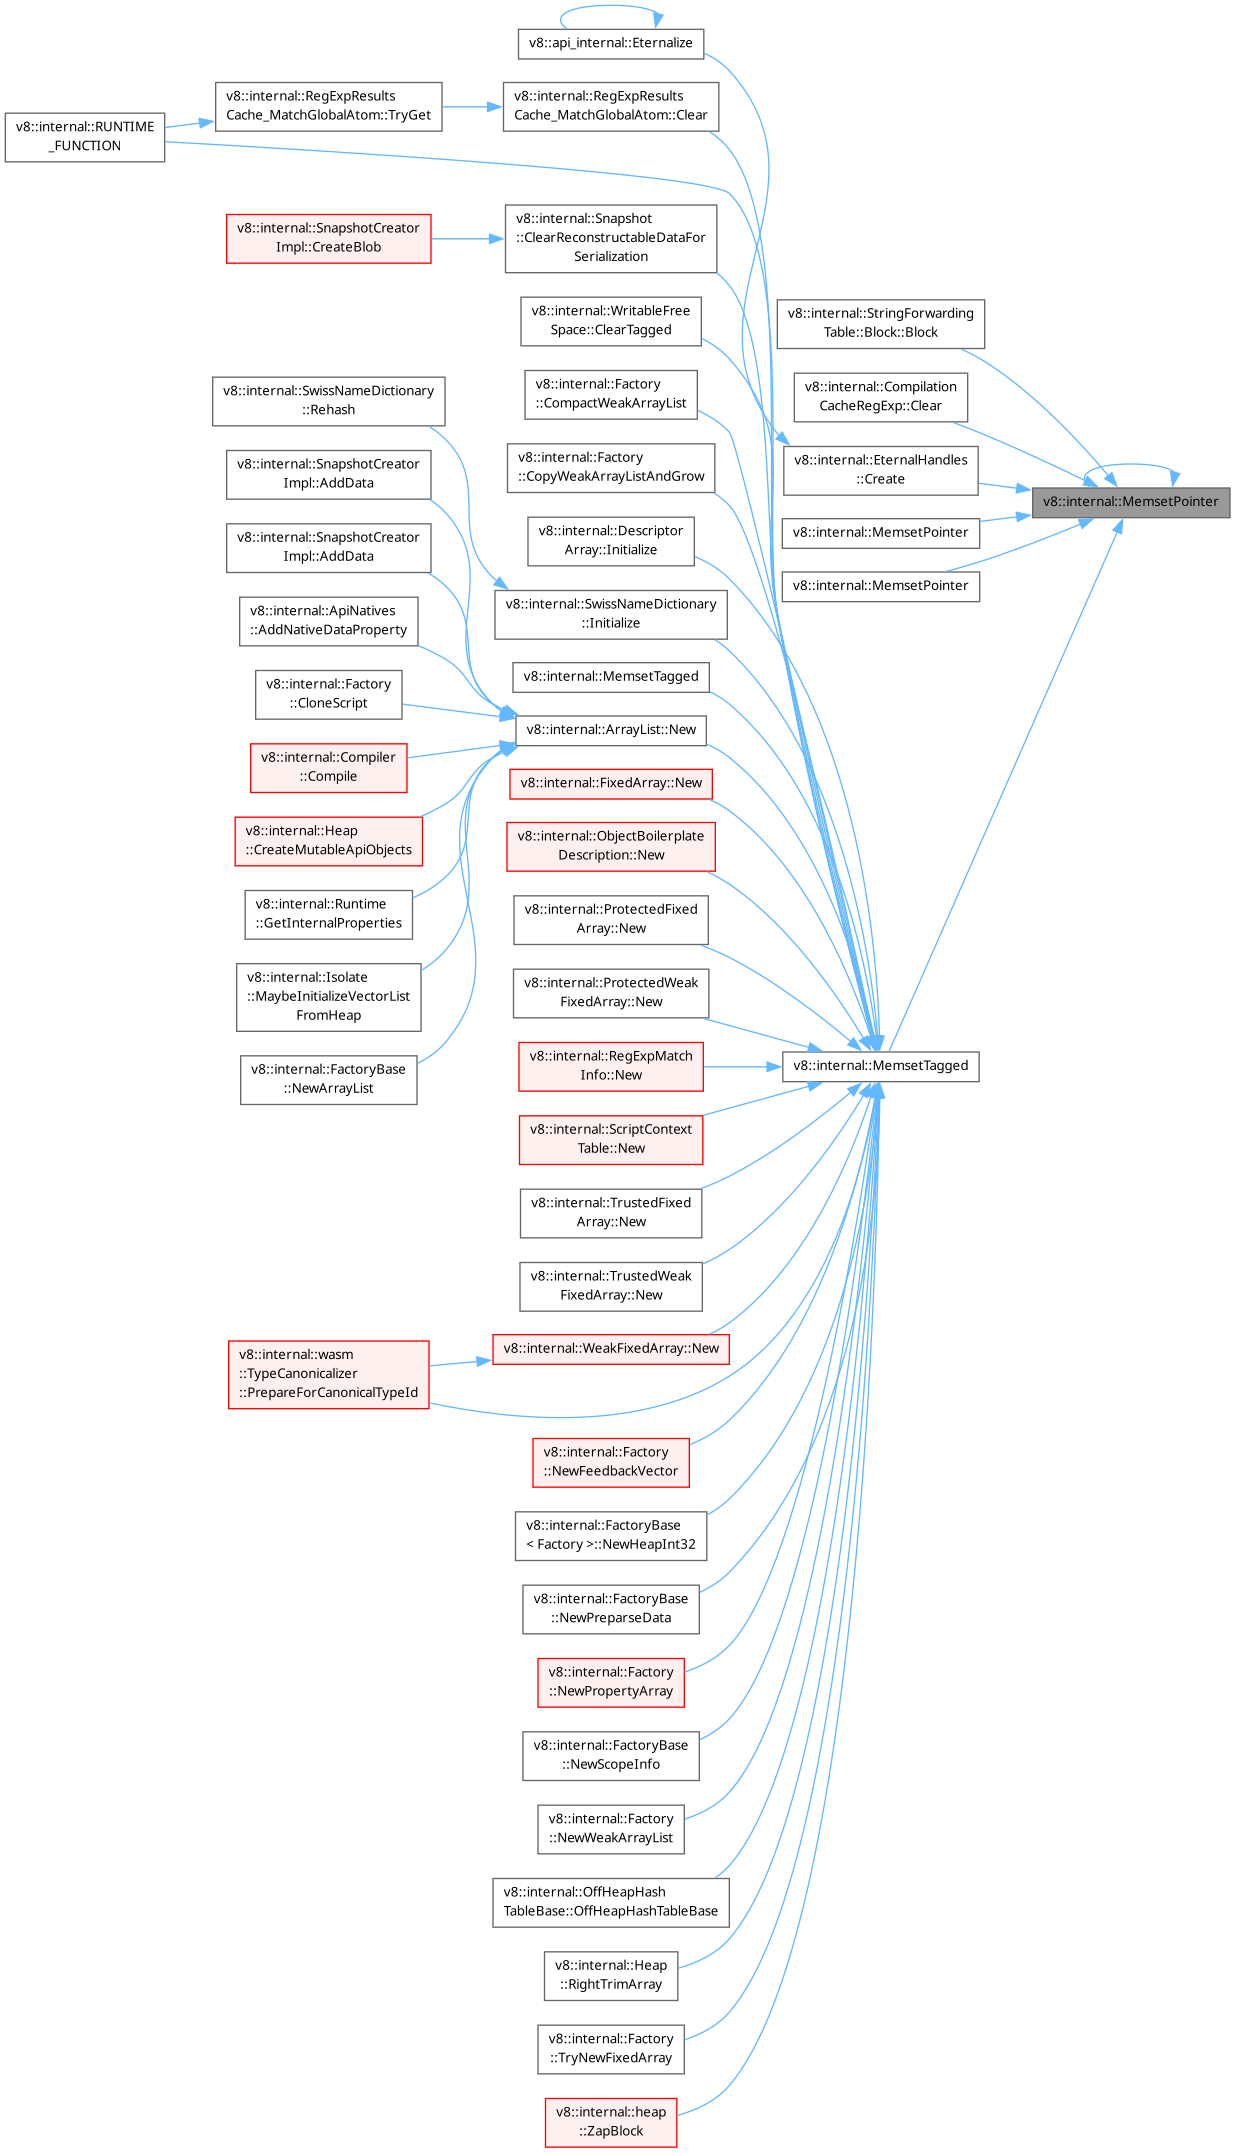 v8::api_internal::Eternalize
v8::internal::RegExpResults
Cache_MatchGlobalAtom::TryGet
v8::internal::RegExpResults
Cache_MatchGlobalAtom::Clear
v8::internal::RUNTIME
_FUNCTION
v8::internal::SnapshotCreator
Impl::CreateBlob
v8::internal::Snapshot
::ClearReconstructableDataFor
Serialization
v8::internal::WritableFree
Space::ClearTagged
v8::internal::StringForwarding
Table::Block::Block
v8::internal::SwissNameDictionary
::Rehash
v8::internal::Factory
::CompactWeakArrayList
v8::internal::Compilation
CacheRegExp::Clear
v8::internal::SnapshotCreator
Impl::AddData
v8::internal::Factory
::CopyWeakArrayListAndGrow
v8::internal::EternalHandles
::Create
v8::internal::MemsetPointer
v8::internal::SnapshotCreator
Impl::AddData
v8::internal::Descriptor
Array::Initialize
v8::internal::MemsetPointer
v8::internal::MemsetPointer
v8::internal::ApiNatives
::AddNativeDataProperty
v8::internal::SwissNameDictionary
::Initialize
v8::internal::Factory
::CloneScript
v8::internal::MemsetTagged
v8::internal::ArrayList::New
v8::internal::Compiler
::Compile
v8::internal::FixedArray::New
v8::internal::Heap
::CreateMutableApiObjects
v8::internal::ObjectBoilerplate
Description::New
v8::internal::Runtime
::GetInternalProperties
v8::internal::ProtectedFixed
Array::New
v8::internal::Isolate
::MaybeInitializeVectorList
FromHeap
v8::internal::ProtectedWeak
FixedArray::New
v8::internal::FactoryBase
::NewArrayList
v8::internal::RegExpMatch
Info::New
v8::internal::MemsetTagged
v8::internal::ScriptContext
Table::New
v8::internal::TrustedFixed
Array::New
v8::internal::TrustedWeak
FixedArray::New
v8::internal::wasm
::TypeCanonicalizer
::PrepareForCanonicalTypeId
v8::internal::WeakFixedArray::New
v8::internal::Factory
::NewFeedbackVector
v8::internal::FactoryBase
< Factory >::NewHeapInt32
v8::internal::FactoryBase
::NewPreparseData
v8::internal::Factory
::NewPropertyArray
v8::internal::FactoryBase
::NewScopeInfo
v8::internal::Factory
::NewWeakArrayList
v8::internal::OffHeapHash
TableBase::OffHeapHashTableBase
v8::internal::Heap
::RightTrimArray
v8::internal::Factory
::TryNewFixedArray
v8::internal::heap
::ZapBlock